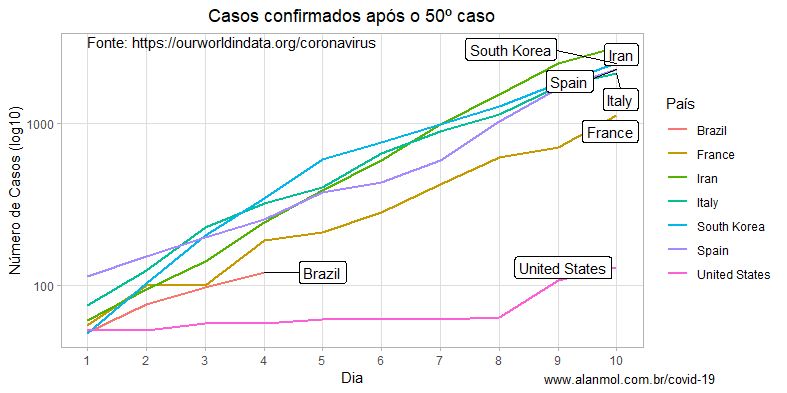 Casos confirmados após o 50º caso
Fonte: https://ourworldindata.org/coronavirus
South Korea
Iran
Spain
Italy
France
Brazil
United States
Número de Casos (log10)
1000
100
1 2 3 4 5 6 7 8 9 10
Dia
País
Brazil
France
Iran
Italy
South Korea
Spain
United States
www.alanmol.com.br/covid-19